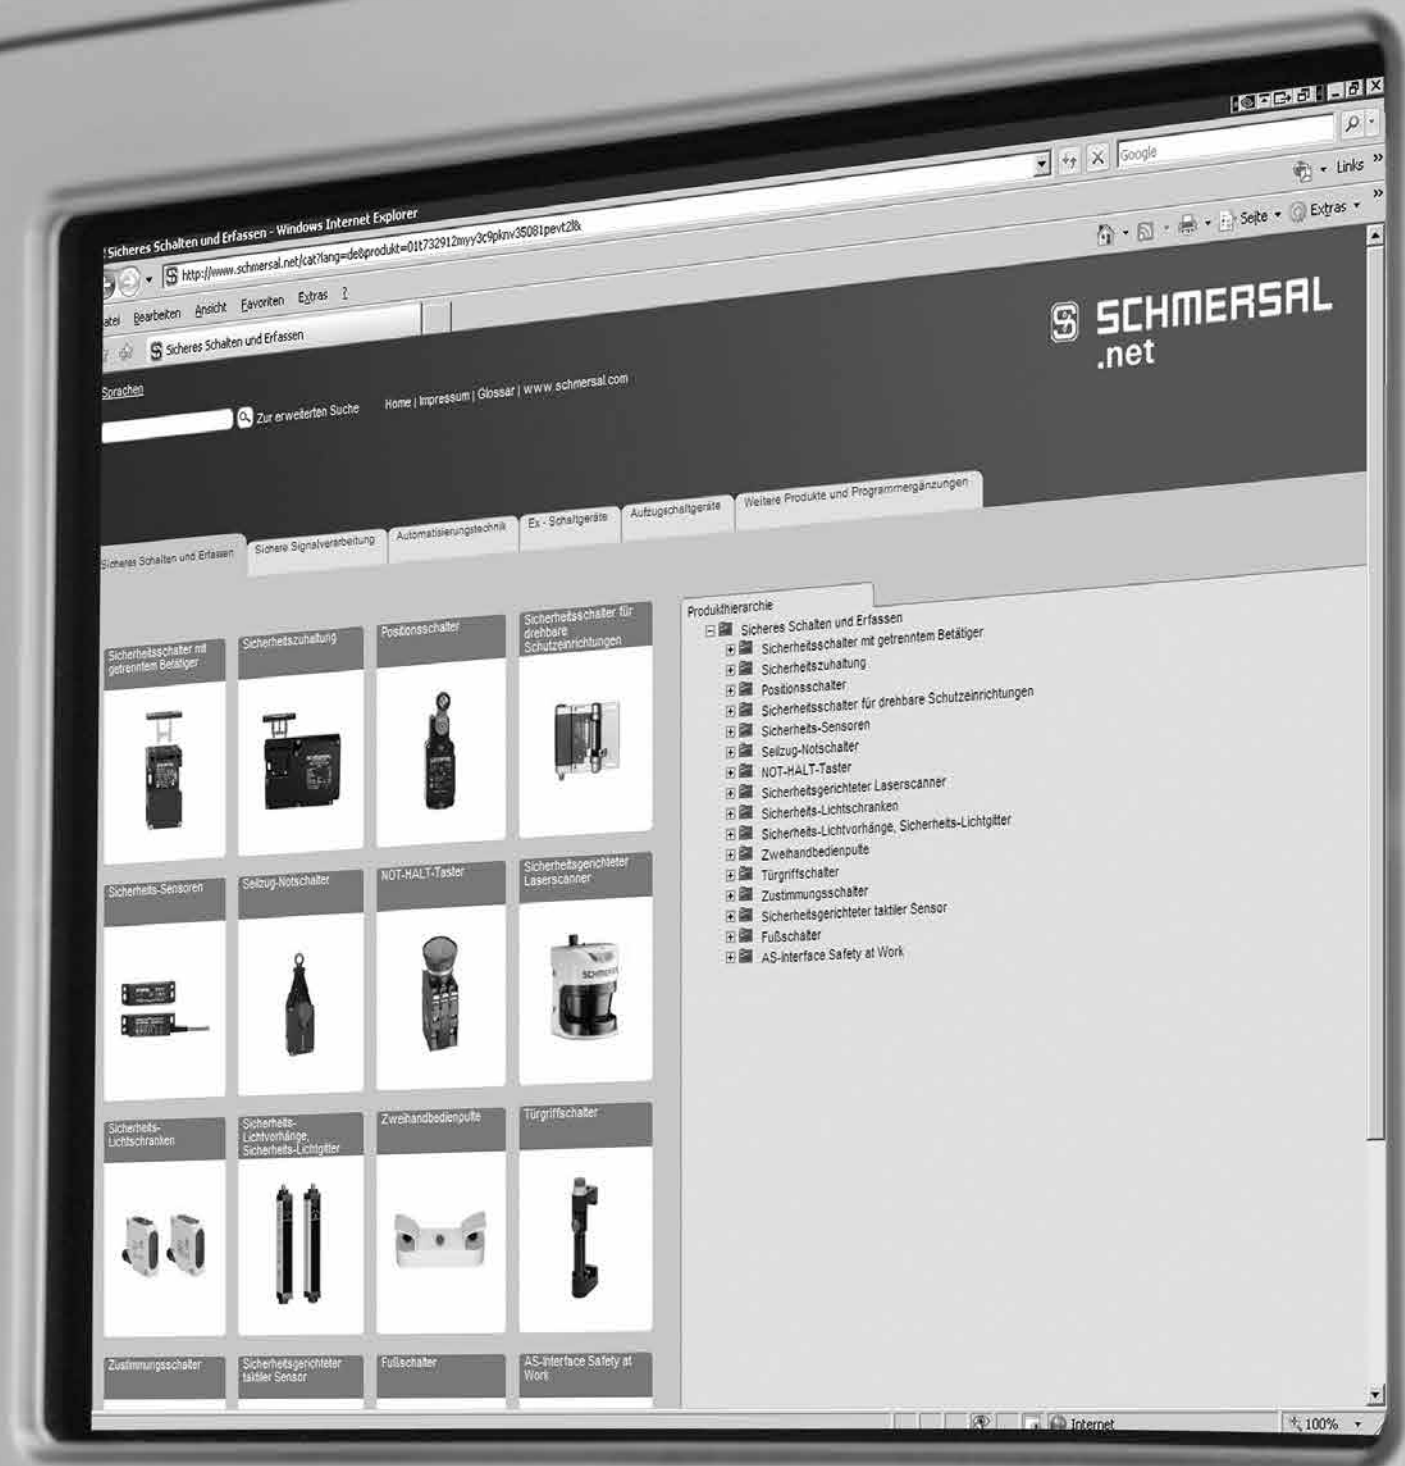 Sicheres Schalten und Erfassen - Windows Internet Explorer
http://www.schmersal.net/cat?lang=de&produkt=01t732912myy3c9pknv35081pevt2l&
Google
Links
Bearbeiten Ansicht Favoriten Extras ?
Sicheres Schalten und Erfassen
Seite Extras
SCHMERSAL
.net
Sprachen
Zur erweiterten Suche
Home | Impressum | Glossar | www.schmersal.com
Sicheres Schalten und Erfassen
Sichere Signalverarbeitung
Automatisierungstechnik
Ex - Schaltgeräte
Aufzugschaltgeräte
Weitere Produkte und Programmergänzungen
Sicherheitsschalter mit
getrenntem Betätiger
Sicherheitszuhaltung
Positionsschalter
Sicherheitsschalter für
drehbare
Schutzeinrichtungen
Sicherheits-Sensoren
Seilzug-Notschalter
NOT-HALT-Taster
Sicherheitsgerichteter
Laserscanner
SCHMERSAL
Sicherheits-
Lichtschranken
Sicherheits-
Lichtvorhänge,
Sicherheits-Lichtgitter
Zweihandbedienpulte
Türgriffschalter
Zustimmungsschalter
Sicherheitsgerichteter
taktiler Sensor
Fußschalter
AS-Interface Safety at
Work
Produkthierarchie
Sicheres Schalten und Erfassen
Sicherheitsschalter mit getrenntem Betätiger
Sicherheitszuhaltung
Positionsschalter
Sicherheitsschalter für drehbare Schutzeinrichtungen
Sicherheits-Sensoren
Seilzug-Notschalter
NOT-HALT-Taster
Sicherheitsgerichteter Laserscanner
Sicherheits-Lichtschranken
Sicherheits-Lichtvorhänge, Sicherheits-Lichtgitter
Zweihandbedienpulte
Türgriffschalter
Zustimmungsschalter
Sicherheitsgerichteter taktiler Sensor
Fußschalter
AS-Interface Safety at Work
Internet
100%